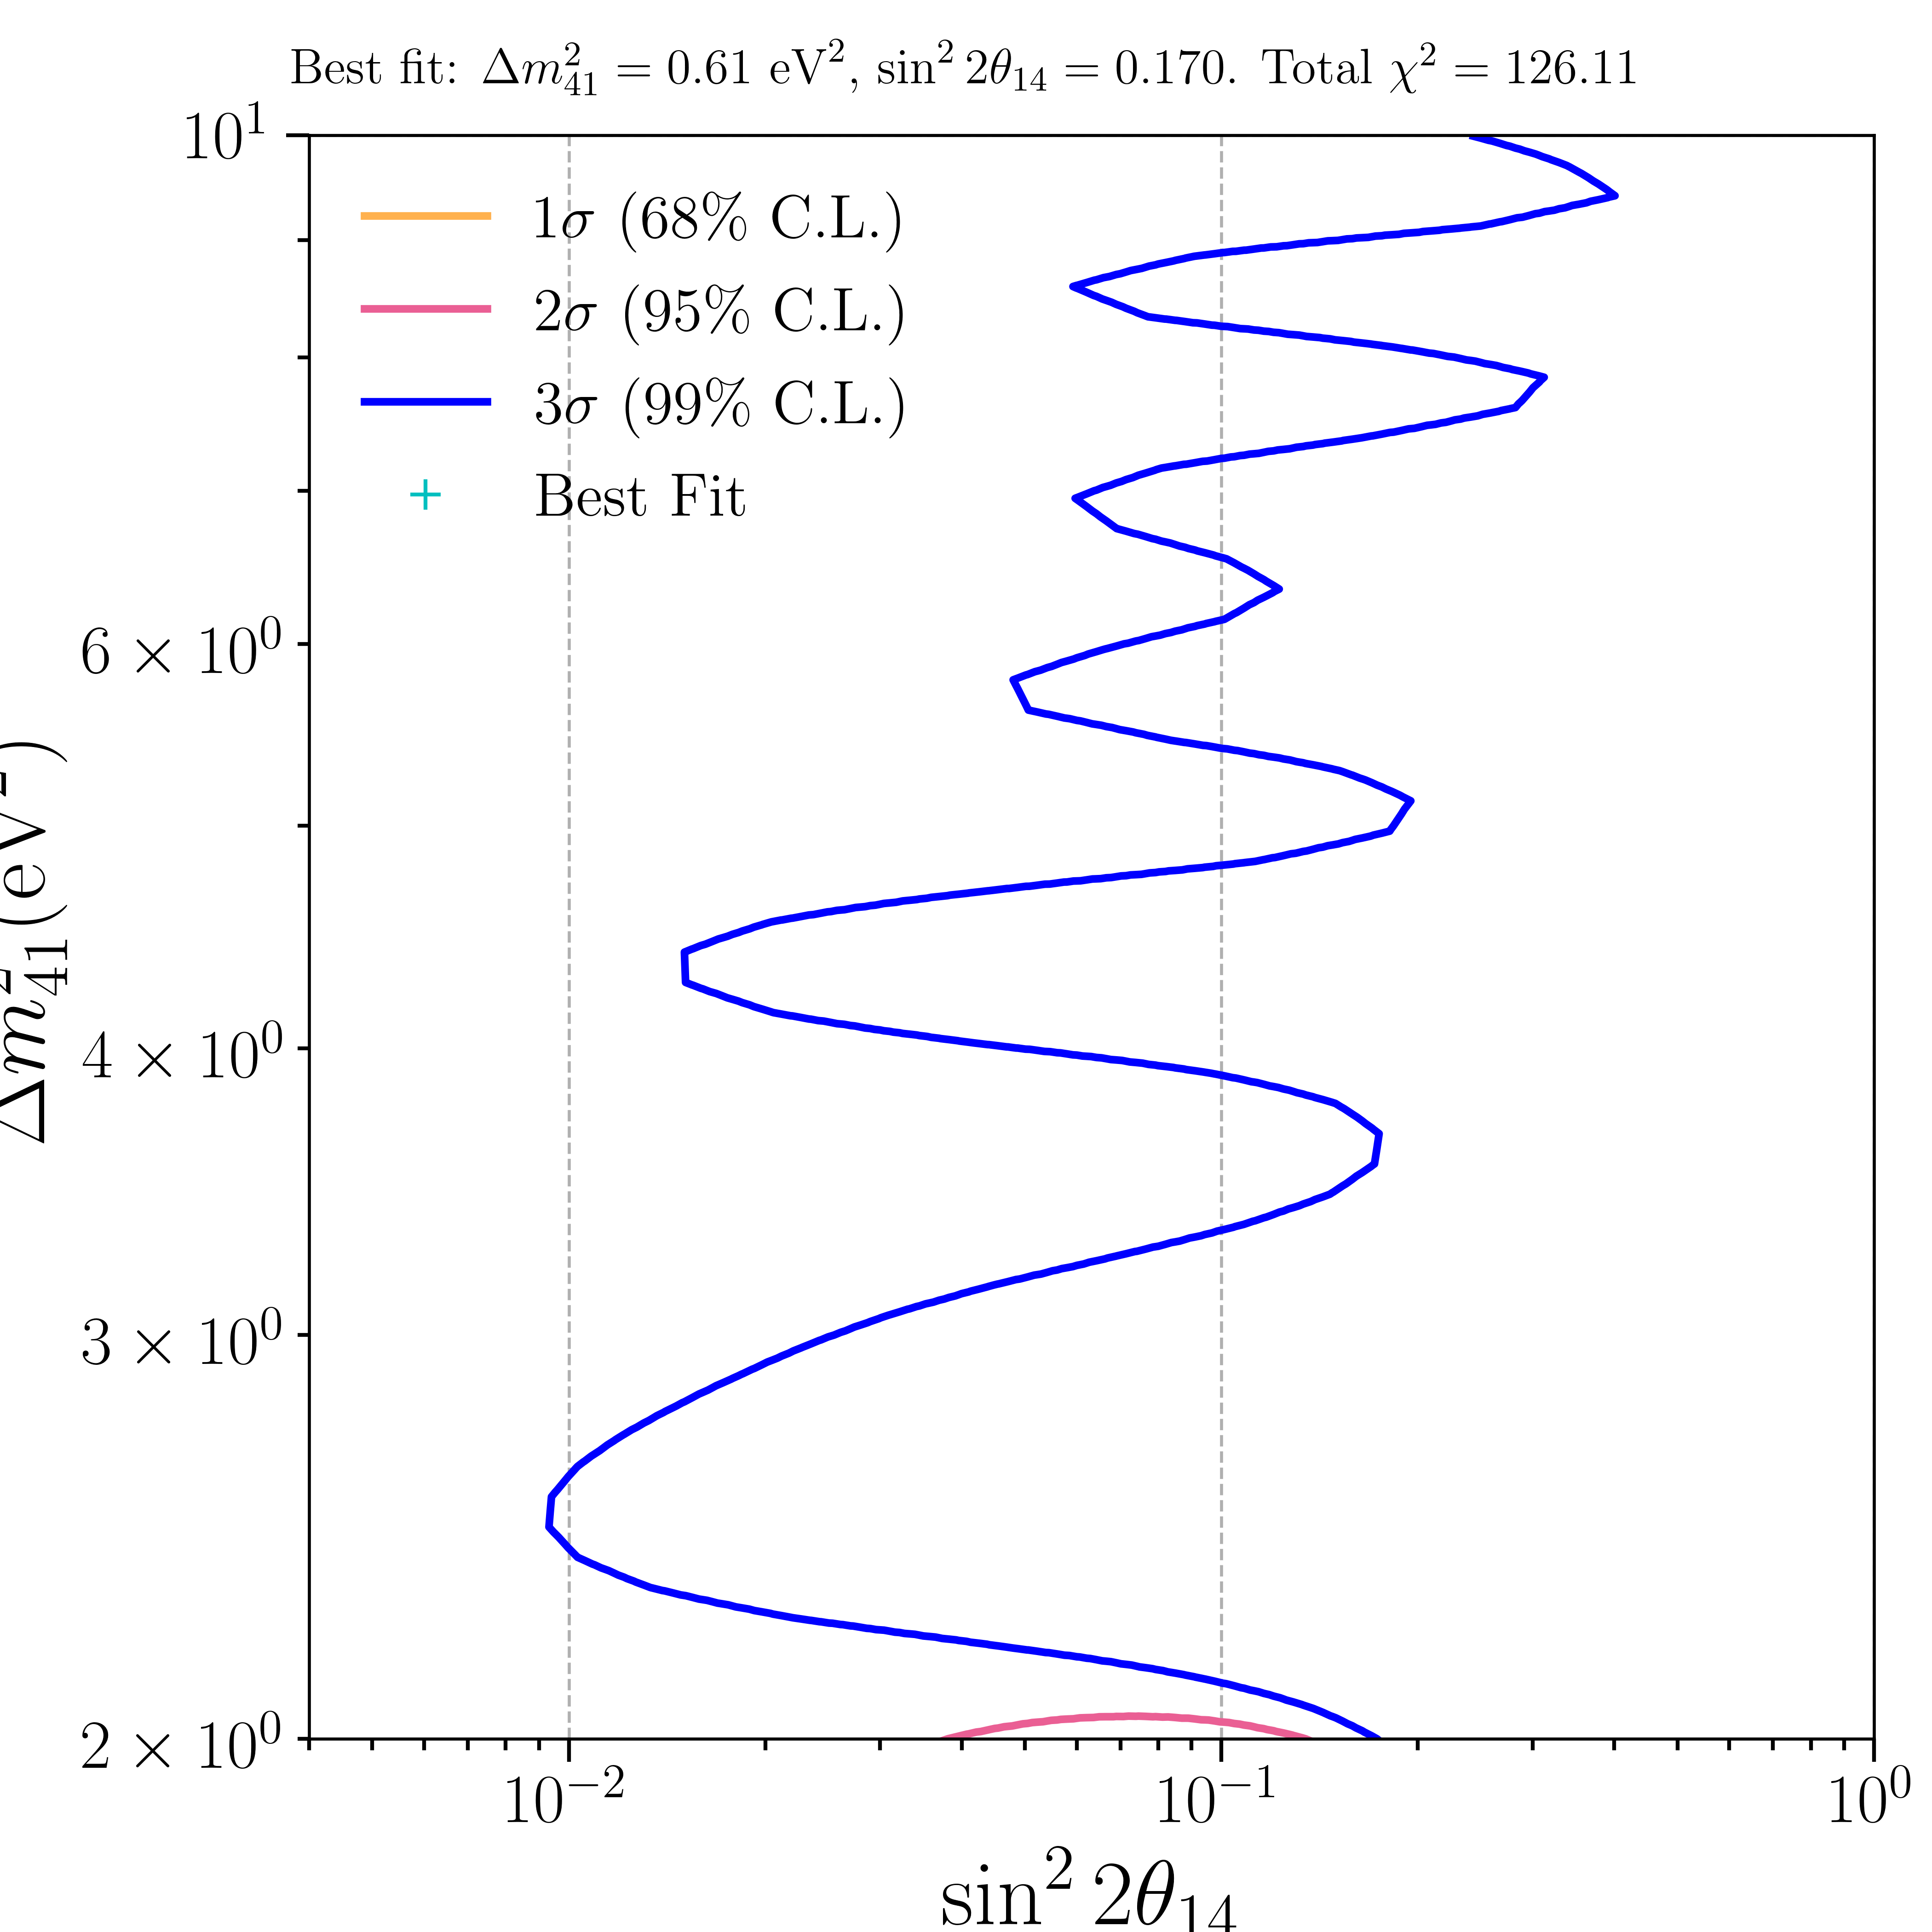 Best fit: Δm²₄₁ = 0.61 eV², sin² 2θ₁₄ = 0.170. Total χ² = 126.11
10¹
1σ (68% C.L.)
2σ (95% C.L.)
3σ (99% C.L.)
Best Fit
6 × 10⁰
4 × 10⁰
3 × 10⁰
2 × 10⁰
Δm²₄₁(eV²)
10⁻²
10⁻¹
10⁰
sin² 2θ₁₄